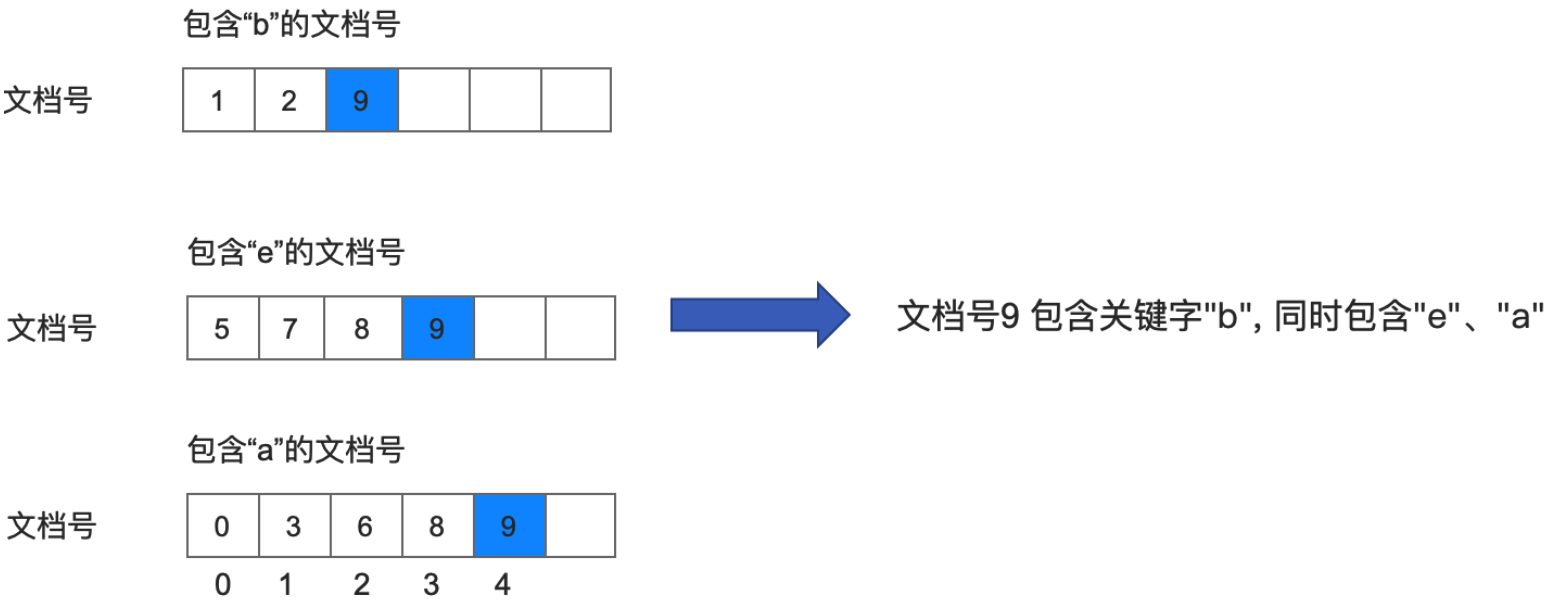 包含“b”的文档号
文档号 1 2 9
包含“e”的文档号
文档号 5 7 8 9
文档号9 包含关键字"b", 同时包含"e"、"a"
包含“a”的文档号
文档号 0 3 6 8 9
0 1 2 3 4